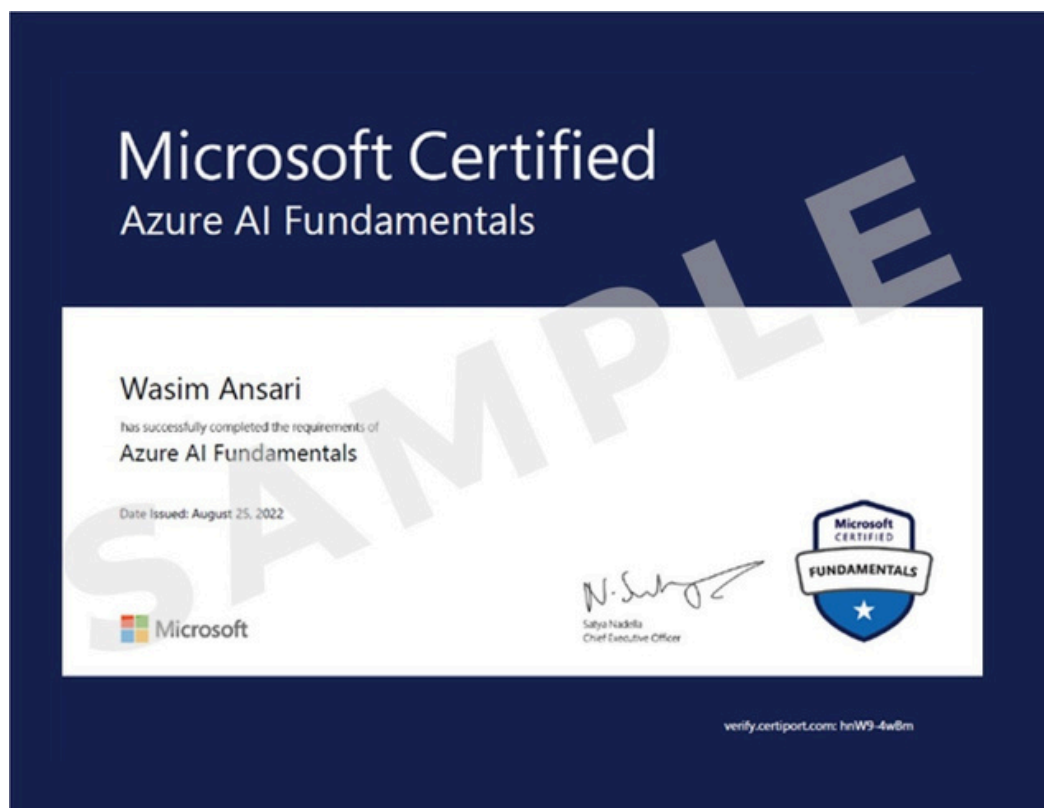 Microsoft Certified
Azure AI Fundamentals
SAMPLE
Wasim Ansari
has successfully completed the requirements of
Azure AI Fundamentals
Date Issued: August 25, 2022
Microsoft
CERTIFIED
FUNDAMENTALS
N. Satya
Satya Nadella
Chief Executive Officer
Microsoft
verify.certiport.com: hnW9-4wBm